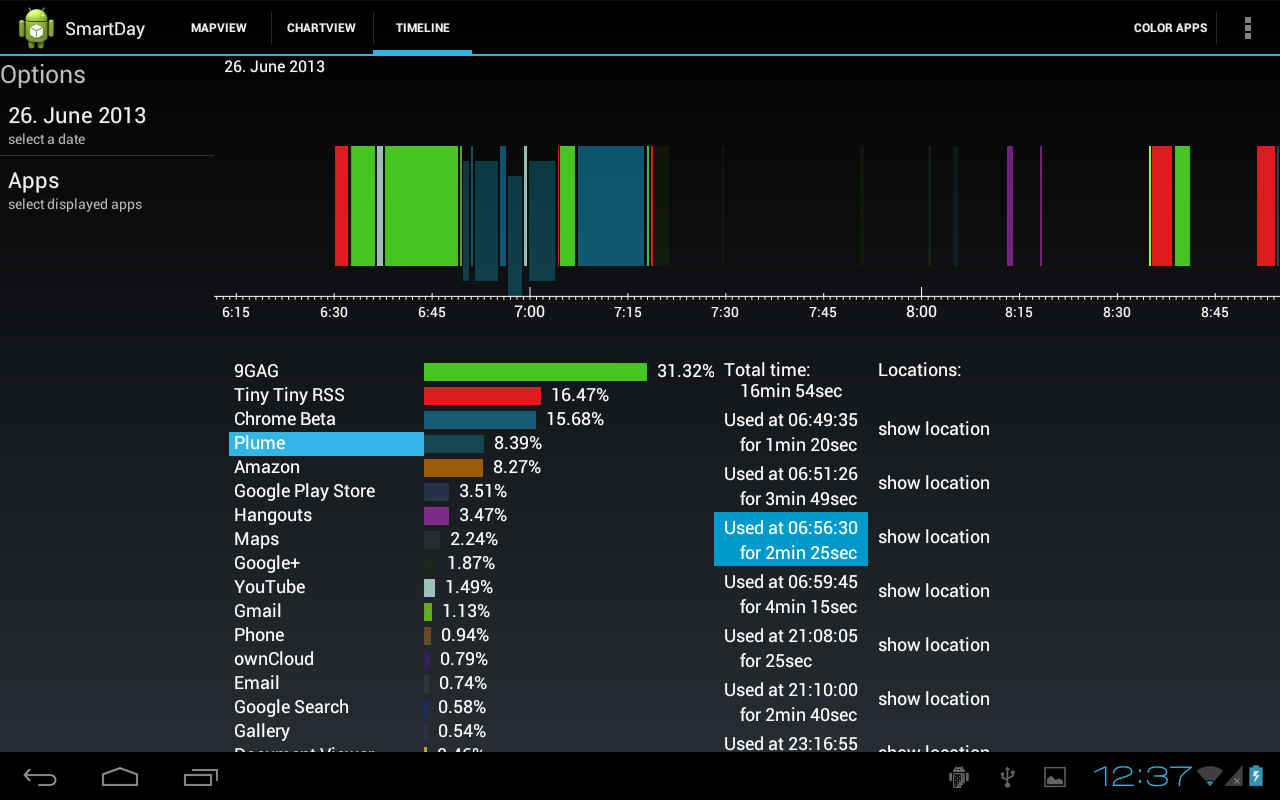 SmartDay
MAPVIEW
CHARTVIEW
TIMELINE
COLOR APPS
Options
26. June 2013
select a date
Apps
select displayed apps
26. June 2013
6:15 6:30 6:45 7:00 7:15 7:30 7:45 8:00 8:15 8:30 8:45
9GAG 31.32%
Tiny Tiny RSS 16.47%
Chrome Beta 15.68%
Plume 8.39%
Amazon 8.27%
Google Play Store 3.51%
Hangouts 3.47%
Maps 2.24%
Google+ 1.87%
YouTube 1.49%
Gmail 1.13%
Phone 0.94%
ownCloud 0.79%
Email 0.74%
Google Search 0.58%
Gallery 0.54%
Document Viewer 0.46%
Total time:
16min 54sec
Used at 06:49:35
for 1min 20sec
Used at 06:51:26
for 3min 49sec
Used at 06:56:30
for 2min 25sec
Used at 06:59:45
for 4min 15sec
Used at 21:08:05
for 25sec
Used at 21:10:00
for 2min 40sec
Used at 23:16:55
Locations:
show location
show location
show location
show location
show location
show location
show location
12:37